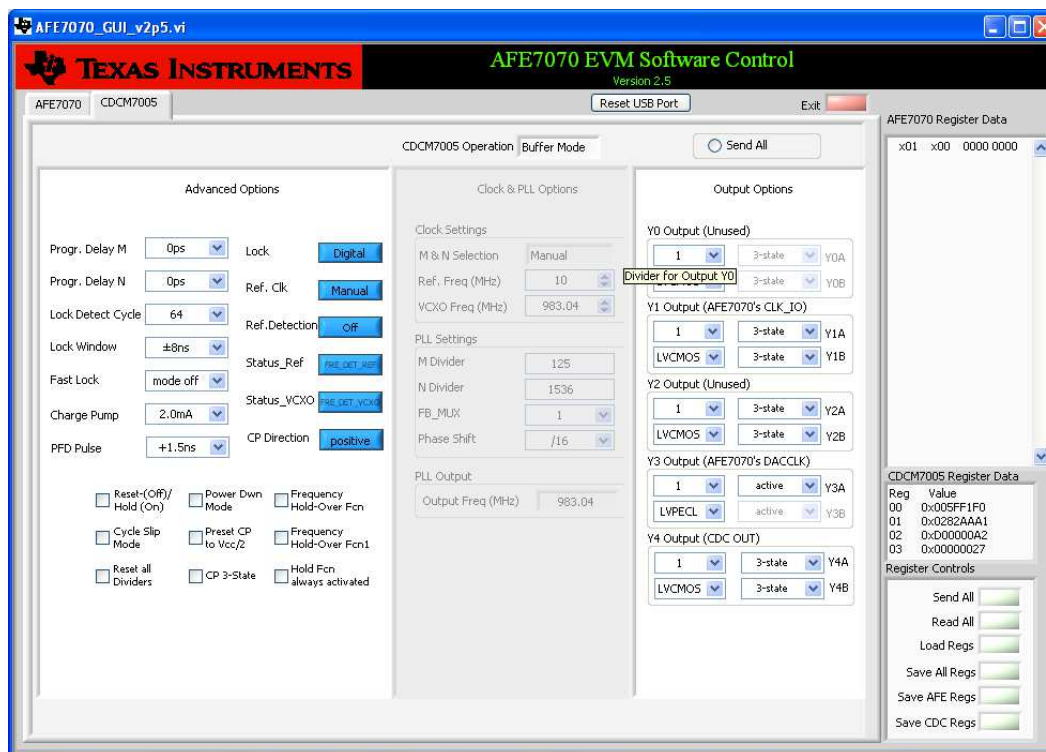 AFE7070_GUI_v2p5.vi
TEXAS INSTRUMENTS
AFE7070 EVM Software Control
Version 2.5
AFE7070
CDCM7005
Reset USB Port
Exit
CDCM7005 Operation Buffer Mode
Send All
Advanced Options
Progr. Delay M 0ps
Progr. Delay N 0ps
Lock Detect Cycle 64
Lock Window ±8ns
Fast Lock mode off
Charge Pump 2.0mA
PFD Pulse +1.5ns
Lock Digital
Ref. Clk Manual
Ref.Detection Off
Status_Ref PRE_DET_REF
Status_VCXO PRE_DET_VCXO
CP Direction positive
Reset-(Off)/
Hold (On)
Power Dwn
Mode
Frequency
Hold-Over Fcn
Cycle Slip
Mode
Preset CP
to Vcc/2
Frequency
Hold-Over Fcn1
Reset all
Dividers
CP 3-State
Hold Fcn
always activated
Clock & PLL Options
Clock Settings
M & N Selection Manual
Ref. Freq (MHz) 10
VCXO Freq (MHz) 983.04
PLL Settings
M Divider 125
N Divider 1536
FB_MUX 1
Phase Shift /16
PLL Output
Output Freq (MHz) 983.04
Output Options
Y0 Output (Unused)
1 3-state Y0A
Divider for Output Y0
3-state Y0B
Y1 Output (AFE7070's CLK_IO)
1 3-state Y1A
LVCMOS 3-state Y1B
Y2 Output (Unused)
1 3-state Y2A
LVCMOS 3-state Y2B
Y3 Output (AFE7070's DACCLK)
1 active Y3A
LVPECL active Y3B
Y4 Output (CDC OUT)
1 3-state Y4A
LVCMOS 3-state Y4B
AFE7070 Register Data
x01 x00 0000 0000
CDCM7005 Register Data
Reg Value
00 0x005FF1F0
01 0x0282AAA1
02 0xD00000A2
03 0x00000027
Register Controls
Send All
Read All
Load Regs
Save All Regs
Save AFE Regs
Save CDC Regs